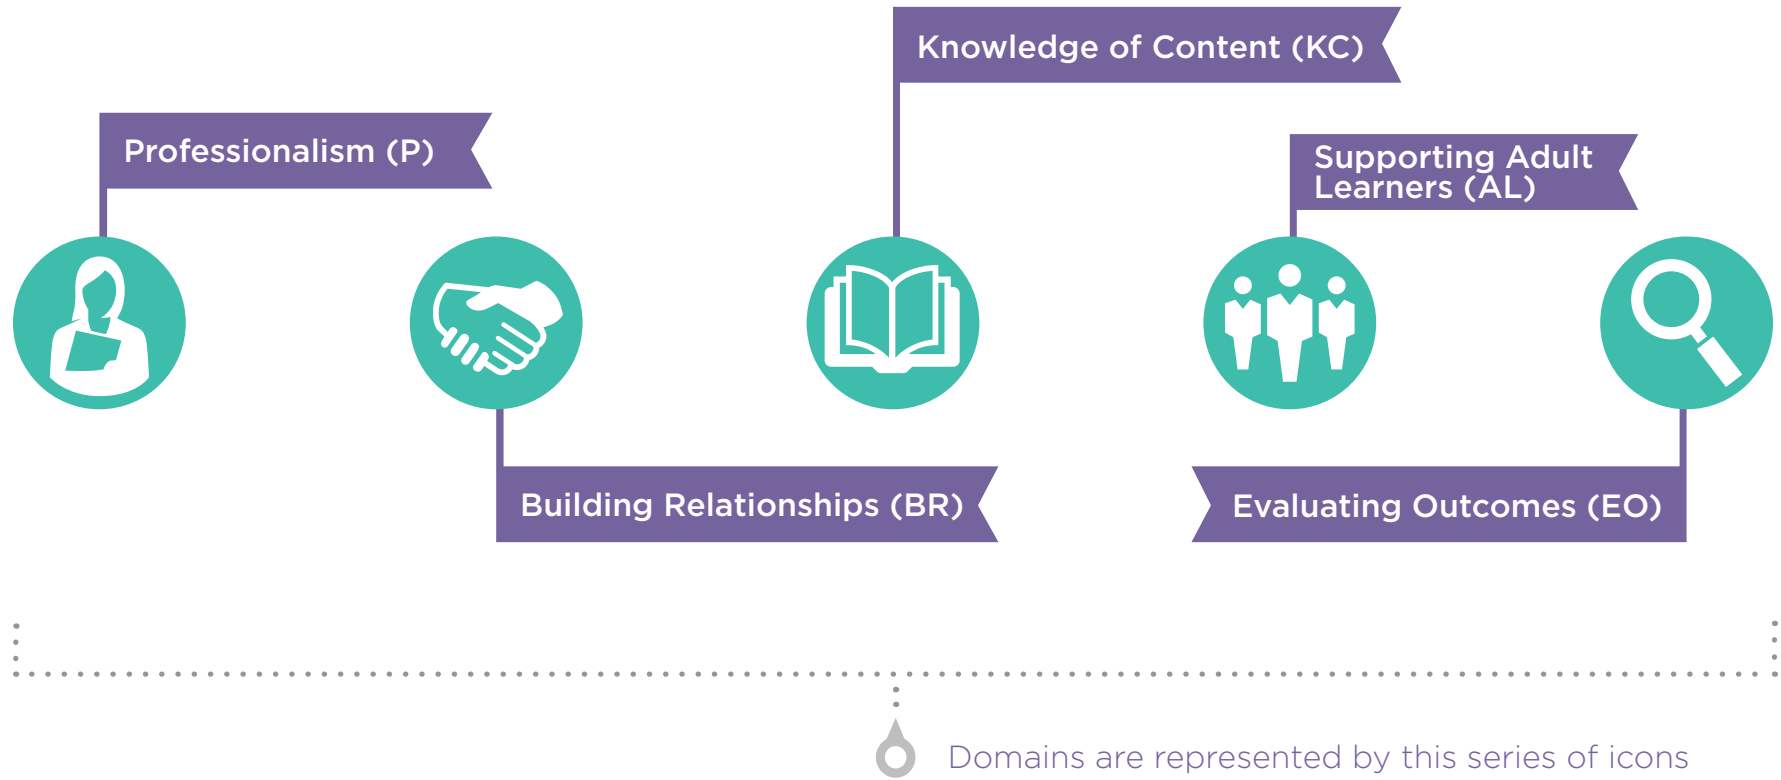 Knowledge of Content (KC)
Professionalism (P)
Supporting Adult
Learners (AL)
Building Relationships (BR)
Evaluating Outcomes (EO)
Domains are represented by this series of icons